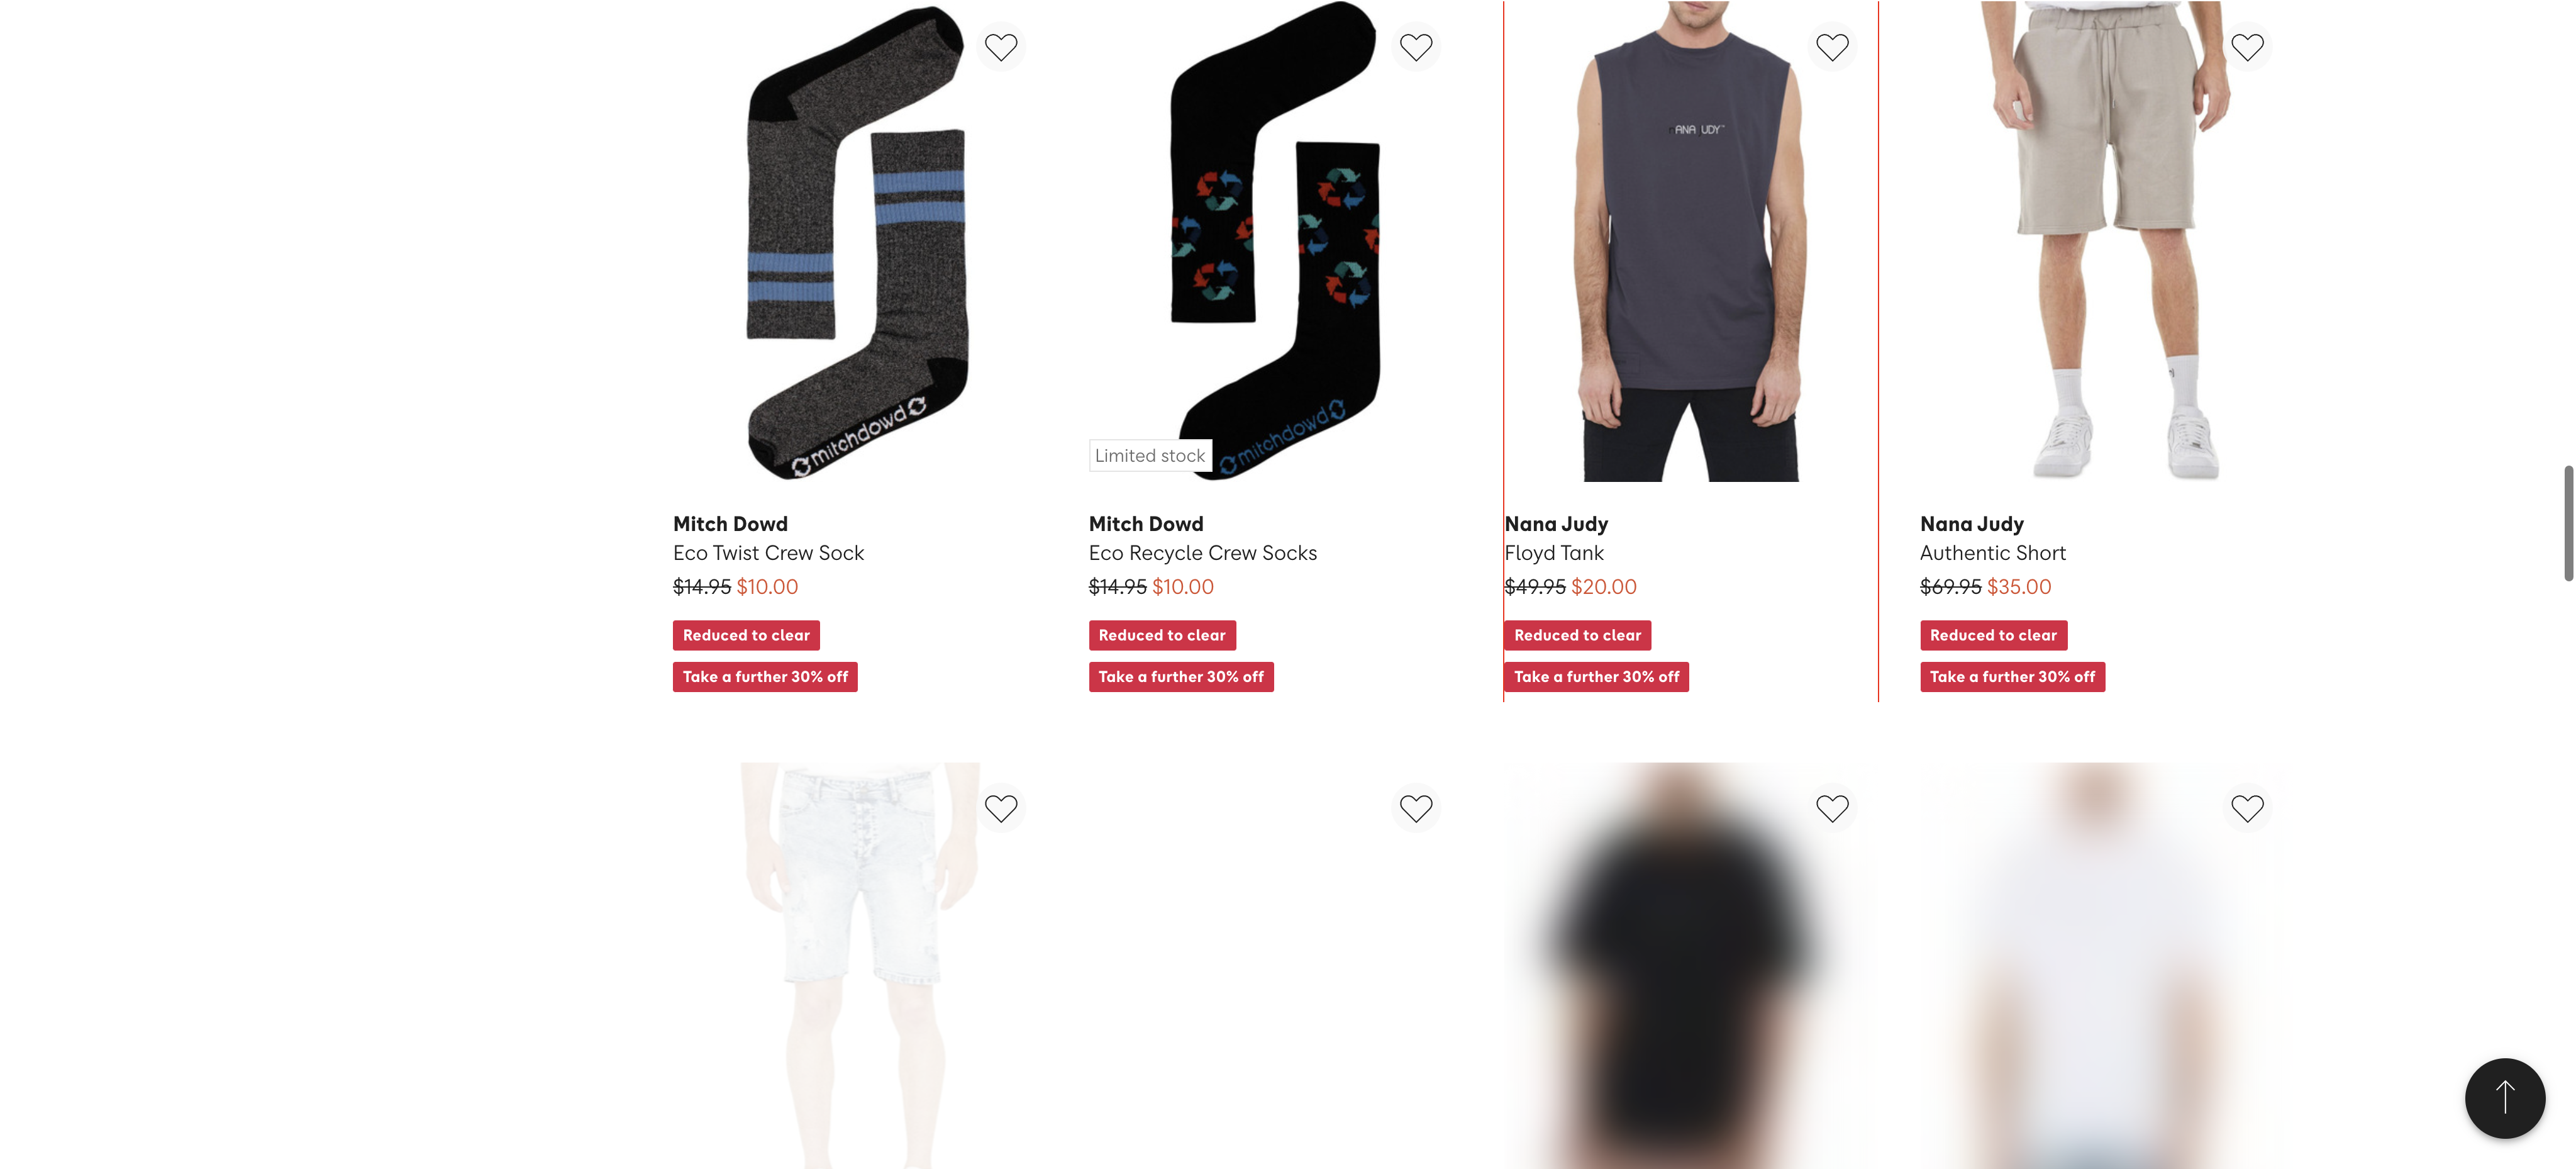 mitchdowd
Limited stock
mitchdowd
ANA UDY™
Mitch Dowd
Eco Twist Crew Sock
$14.95 $10.00
Reduced to clear
Take a further 30% off
Mitch Dowd
Eco Recycle Crew Socks
$14.95 $10.00
Reduced to clear
Take a further 30% off
Nana Judy
Floyd Tank
$49.95 $20.00
Reduced to clear
Take a further 30% off
Nana Judy
Authentic Short
$69.95 $35.00
Reduced to clear
Take a further 30% off